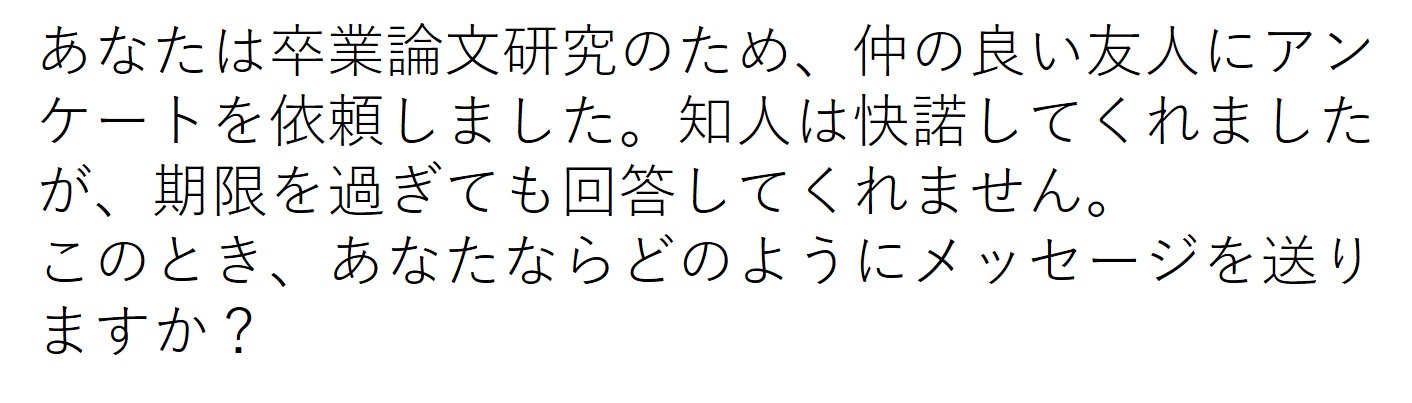 あなたは卒業論文研究のため、仲の良い友人にアン
ケートを依頼しました。知人は快諾してくれました
が、期限を過ぎても回答してくれません。
このとき、あなたならどのようにメッセージを送り
ますか？